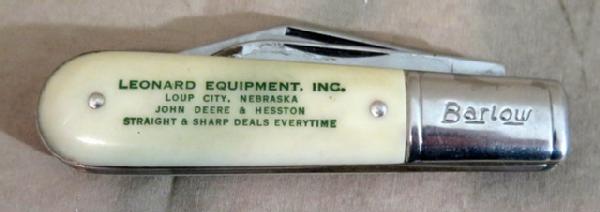 LEONARD EQUIPMENT, INC.
LOUP CITY, NEBRASKA
JOHN DEERE & HESSTON
STRAIGHT & SHARP DEALS EVERYTIME
Barlow